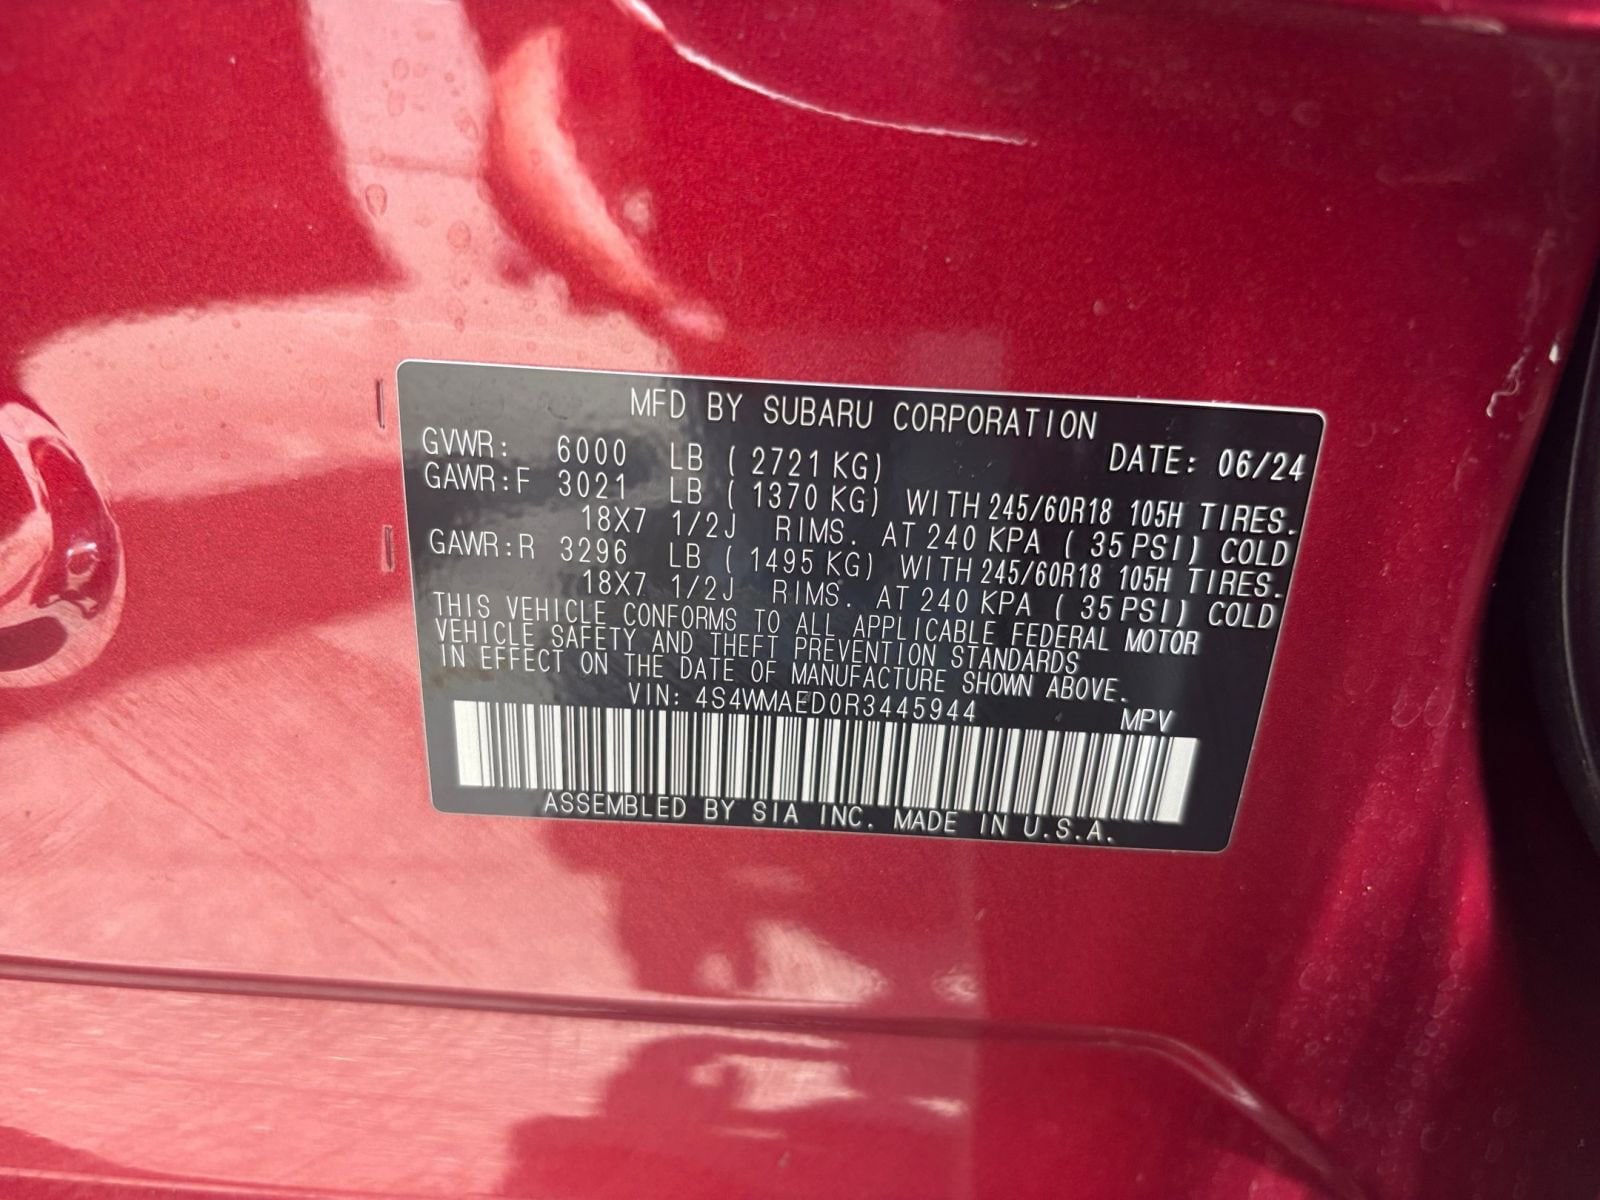 MFD BY SUBARU CORPORATION
GVWR: 6000 LB ( 2721 KG) DATE: 06/24
GAWR:F 3021 LB ( 1370 KG) WITH 245/60R18 105H TIRES.
18X7 1/2J RIMS. AT 240 KPA ( 35 PSI) COLD
GAWR:R 3296 LB ( 1495 KG) WITH 245/60R18 105H TIRES.
18X7 1/2J RIMS. AT 240 KPA ( 35 PSI) COLD
THIS VEHICLE CONFORMS TO ALL APPLICABLE FEDERAL MOTOR
VEHICLE SAFETY AND THEFT PREVENTION STANDARDS
IN EFFECT ON THE DATE OF MANUFACTURE SHOWN ABOVE.
VIN: 4S4WMAED0R3445944 MPV
ASSEMBLED BY SIA INC. MADE IN U.S.A.